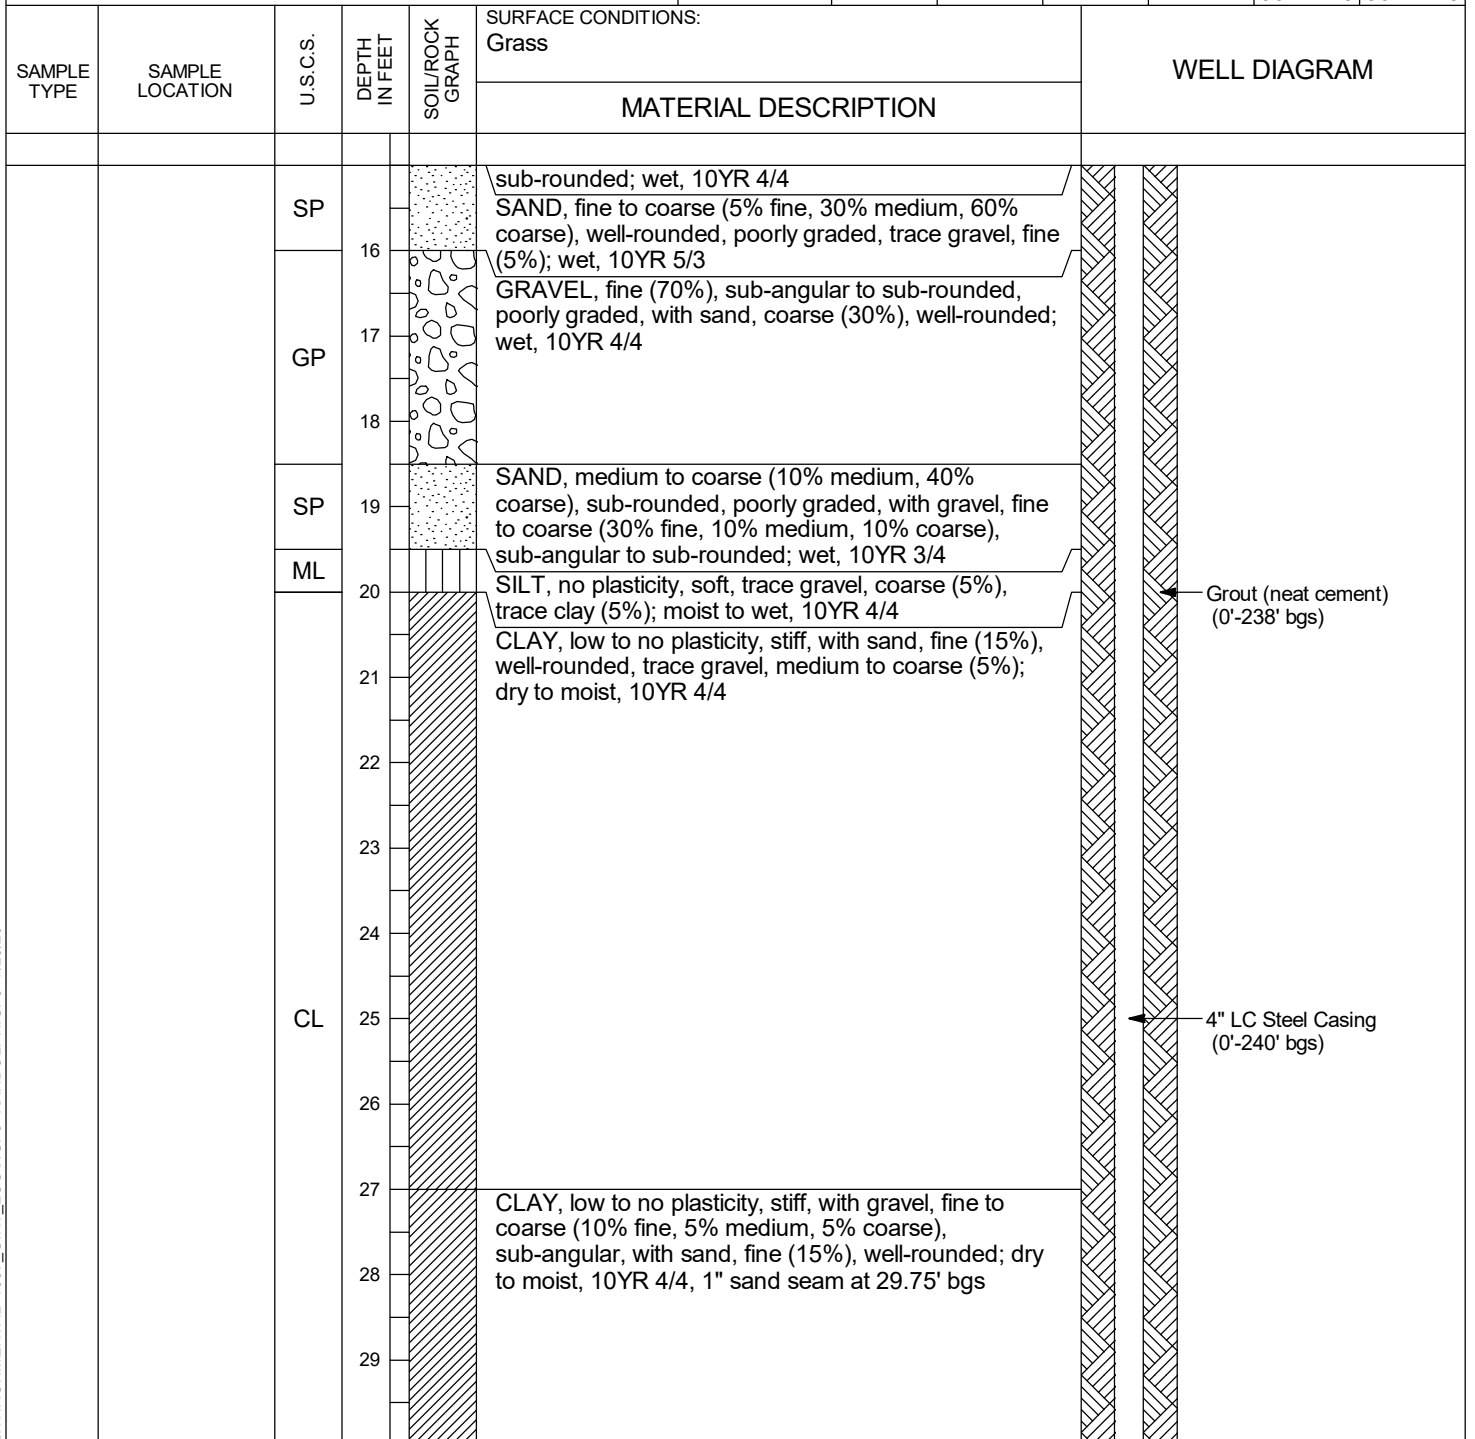 SAMPLE
TYPE
SAMPLE
LOCATION
U.S.C.S.
DEPTH
IN FEET
SOIL/ROCK
GRAPH
SURFACE CONDITIONS:
Grass
MATERIAL DESCRIPTION
WELL DIAGRAM
sub-rounded; wet, 10YR 4/4
SP
SAND, fine to coarse (5% fine, 30% medium, 60%
coarse), well-rounded, poorly graded, trace gravel, fine
(5%); wet, 10YR 5/3
16
GRAVEL, fine (70%), sub-angular to sub-rounded,
poorly graded, with sand, coarse (30%), well-rounded;
wet, 10YR 4/4
17
GP
18
SAND, medium to coarse (10% medium, 40%
coarse), sub-rounded, poorly graded, with gravel, fine
to coarse (30% fine, 10% medium, 10% coarse),
sub-angular to sub-rounded; wet, 10YR 3/4
SP
19
ML
SILT, no plasticity, soft, trace gravel, coarse (5%),
trace clay (5%); moist to wet, 10YR 4/4
20
Grout (neat cement)
(0'-238' bgs)
CLAY, low to no plasticity, stiff, with sand, fine (15%),
well-rounded, trace gravel, medium to coarse (5%);
dry to moist, 10YR 4/4
21
22
23
24
CL
25
4" LC Steel Casing
(0'-240' bgs)
26
27
CLAY, low to no plasticity, stiff, with gravel, fine to
coarse (10% fine, 5% medium, 5% coarse),
sub-angular, with sand, fine (15%), well-rounded; dry
to moist, 10YR 4/4, 1" sand seam at 29.75' bgs
28
29